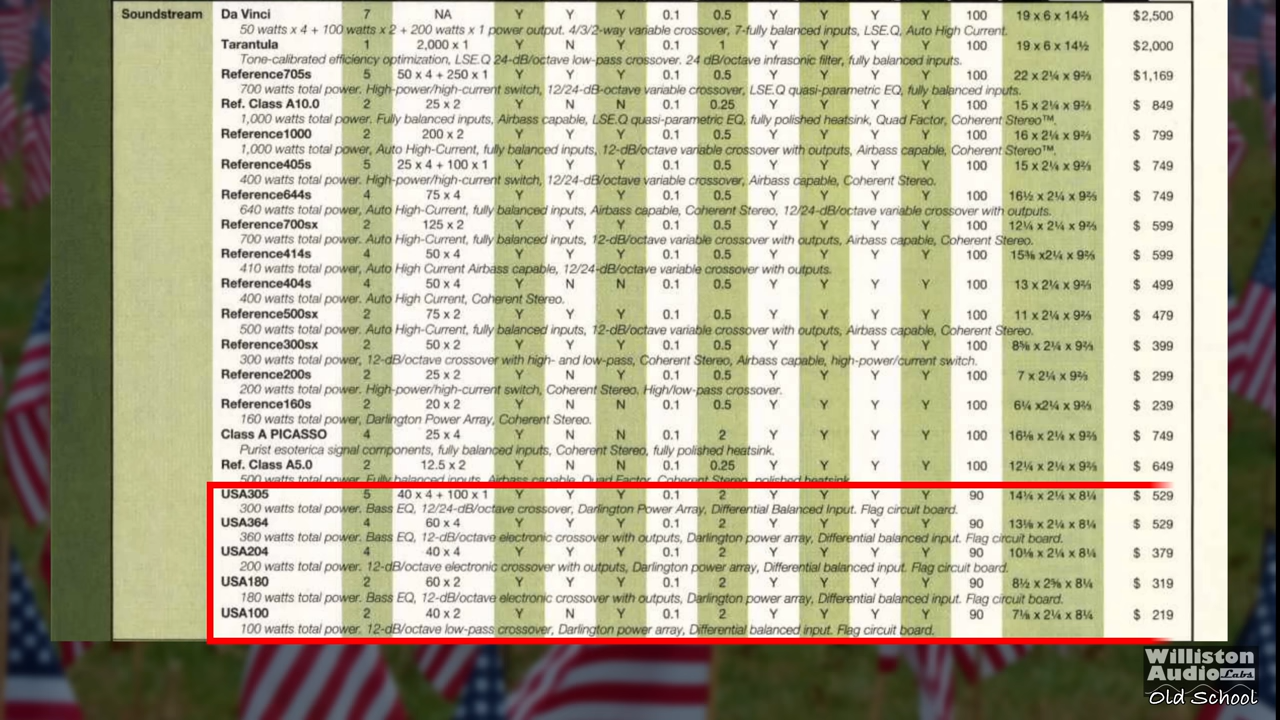 Soundstream Da Vinci 7 NA Y Y Y 0.1 0.5 Y Y Y Y 100 19 x 6 x 14½ $2,500
50 watts x 4 + 100 watts x 2 + 200 watts x 1 power output. 4/3/2-way variable crossover, 7-fully balanced inputs, LSE.Q, Auto High Current.
Tarantula 1 2,000 x 1 Y N Y 0.1 1 Y Y Y Y 100 19 x 6 x 14½ $2,000
Tone-calibrated efficiency optimization, LSE.Q 24-dB/octave low-pass crossover. 24 dB/octave infrasonic filter, fully balanced inputs.
Reference705s 5 50 x 4 + 250 x 1 Y Y Y 0.1 0.5 Y Y Y Y 100 22 x 2¼ x 9⅖ $1,169
700 watts total power. High-power/high-current switch, 12/24-dB-octave variable crossover, LSE.Q quasi-parametric EQ, fully balanced inputs.
Ref. Class A10.0 2 25 x 2 Y N N 0.1 0.25 Y Y Y Y 100 15 x 2¼ x 9⅖ $ 849
1,000 watts total power. Fully balanced inputs, Airbass capable, LSE.Q quasi-parametric EQ, fully polished heatsink, Quad Factor, Coherent Stereo™.
Reference1000 2 200 x 2 Y Y Y 0.1 0.5 Y Y Y Y 100 16 x 2¼ x 9⅖ $ 799
1,000 watts total power, Auto High-Current, fully balanced inputs, 12-dB/octave variable crossover with outputs, Airbass capable, Coherent Stereo™.
Reference405s 5 25 x 4 + 100 x 1 Y Y Y 0.1 0.5 Y Y Y Y 100 15 x 2¼ x 9⅖ $ 749
400 watts total power. High-power/high-current switch, 12/24-dB/octave variable crossover, Airbass capable, Coherent Stereo.
Reference644s 4 75 x 4 Y Y Y 0.1 0.5 Y Y Y Y 100 16½ x 2¼ x 9⅖ $ 749
640 watts total power, Auto High-Current, fully balanced inputs, Airbass capable, Coherent Stereo, 12/24-dB/octave variable crossover with outputs.
Reference700sx 2 125 x 2 Y Y Y 0.1 0.5 Y Y Y Y 100 12¼ x 2¼ x 9⅖ $ 599
700 watts total power. Auto High-Current, fully balanced inputs, 12-dB/octave variable crossover with outputs, Airbass capable, Coherent Stereo.
Reference414s 4 50 x 4 Y Y Y 0.1 0.5 Y Y Y Y 100 x2¼ x 9⅖ $ 599
410 watts total power, Auto High Current Airbass capable, 12/24-dB/octave variable crossover with outputs.
Reference404s 4 50 x 4 Y N N 0.1 0.5 Y Y Y Y 100 13 x 2¼ x 9⅖ $ 499
400 watts total power. Auto High Current, Coherent Stereo.
Reference500sx 2 75 x 2 Y Y Y 0.1 0.5 Y Y Y Y 100 11 x 2¼ x 9⅖ $ 479
500 watts total power. Auto High-Current, fully balanced inputs, 12-dB/octave variable crossover with outputs, Airbass capable, Coherent Stereo.
Reference300sx 2 50 x 2 Y Y Y 0.1 0.5 Y Y Y Y 100 x 2¼ x 9⅖ $ 399
300 watts total power, 12-dB/octave crossover with high- and low-pass, Coherent Stereo, Airbass capable, high-power/current switch.
Reference200s 2 25 x 2 Y N Y 0.1 0.5 Y Y Y Y 100 7 x 2¼ x 9⅖ $ 299
200 watts total power. High-power/high-current switch, Coherent Stereo. High/low-pass crossover.
Reference160s 2 20 x 2 Y N N 0.1 0.5 Y Y Y Y 100 6¼ x2¼ x 9⅖ $ 239
160 watts total power, Darlington Power Array, Coherent Stereo.
Class A PICASSO 4 25 x 4 Y N N 0.1 2 Y Y Y Y 100 x 2¼ x 9⅖ $ 749
Purist esoterica signal components, fully balanced inputs, Coherent Stereo, fully polished heatsink.
Ref. Class A5.0 2 12.5 x 2 Y N N 0.1 0.25 Y Y Y Y 100 12¼ x 2¼ x 9⅖ $ 649
500 watts total power. Fully balanced inputs, Airbass capable, Quad Factor, Coherent Stereo, polished heatsink
USA305 5 40 x 4 + 100 x 1 Y Y Y 0.1 2 Y Y Y Y 90 14¼ x 2¼ x 8¼ $ 529
300 watts total power. Bass EQ, 12/24-dB/octave crossover, Darlington Power Array, Differential Balanced Input. Flag circuit board.
USA364 4 60 x 4 Y Y Y 0.1 2 Y Y Y Y 90 13⅛ x 2¼ x 8¼ $ 529
360 watts total power. Bass EQ, 12-dB/octave electronic crossover with outputs, Darlington power array, Differential balanced input. Flag circuit board.
USA204 4 40 x 4 Y Y Y 0.1 2 Y Y Y Y 90 10⅛ x 2¼ x 8¼ $ 379
200 watts total power. 12-dB/octave electronic crossover with outputs, Darlington power array, Differential balanced input. Flag circuit board.
USA180 2 60 x 2 Y Y Y 0.1 2 Y Y Y Y 90 8½ x x 8¼ $ 319
180 watts total power. Bass EQ, 12-dB/octave electronic crossover with outputs, Darlington power array, Differential balanced input. Flag circuit board.
USA100 2 40 x 2 Y N Y 0.1 2 Y Y Y Y 90 7⅛ x 2¼ x 8¼ $ 219
100 watts total power. 12-dB/octave low-pass crossover, Darlington power array, Differential balanced input. Flag circuit board.
Williston
Audio Labs
Old School